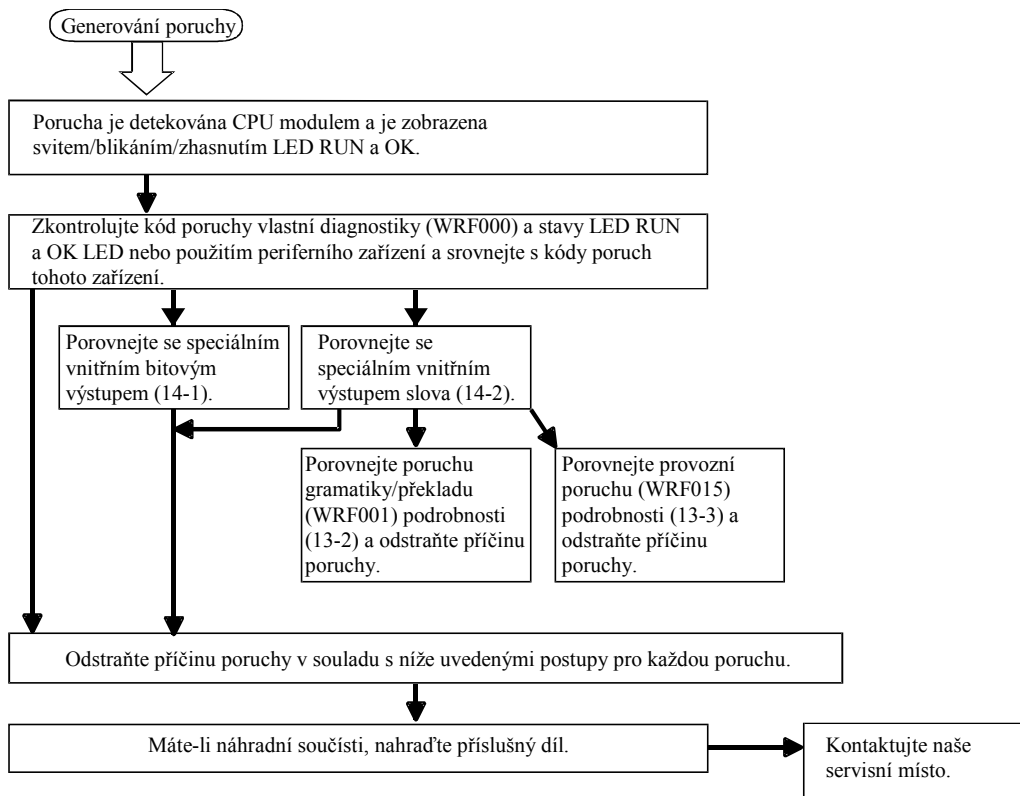 Generování poruchy
Porucha je detekována CPU modulem a je zobrazena
svitem/blikáním/zhasnutím LED RUN a OK.
Zkontrolujte kód poruchy vlastní diagnostiky (WRF000) a stavy LED RUN
a OK LED nebo použitím periferního zařízení a srovnejte s kódy poruch
tohoto zařízení.
Porovnejte se speciálním
vnitřním bitovým
výstupem (14-1).
Porovnejte se
speciálním vnitřním
výstupem slova (14-2).
Porovnejte poruchu
gramatiky/překladu
(WRF001) podrobnosti
(13-2) a odstraňte příčinu
poruchy.
Porovnejte provozní
poruchu (WRF015)
podrobnosti (13-3) a
odstraňte příčinu
poruchy.
Odstraňte příčinu poruchy v souladu s níže uvedenými postupy pro každou poruchu.
Máte-li náhradní součísti, nahraďte příslušný díl.
Kontaktujte naše
servisní místo.